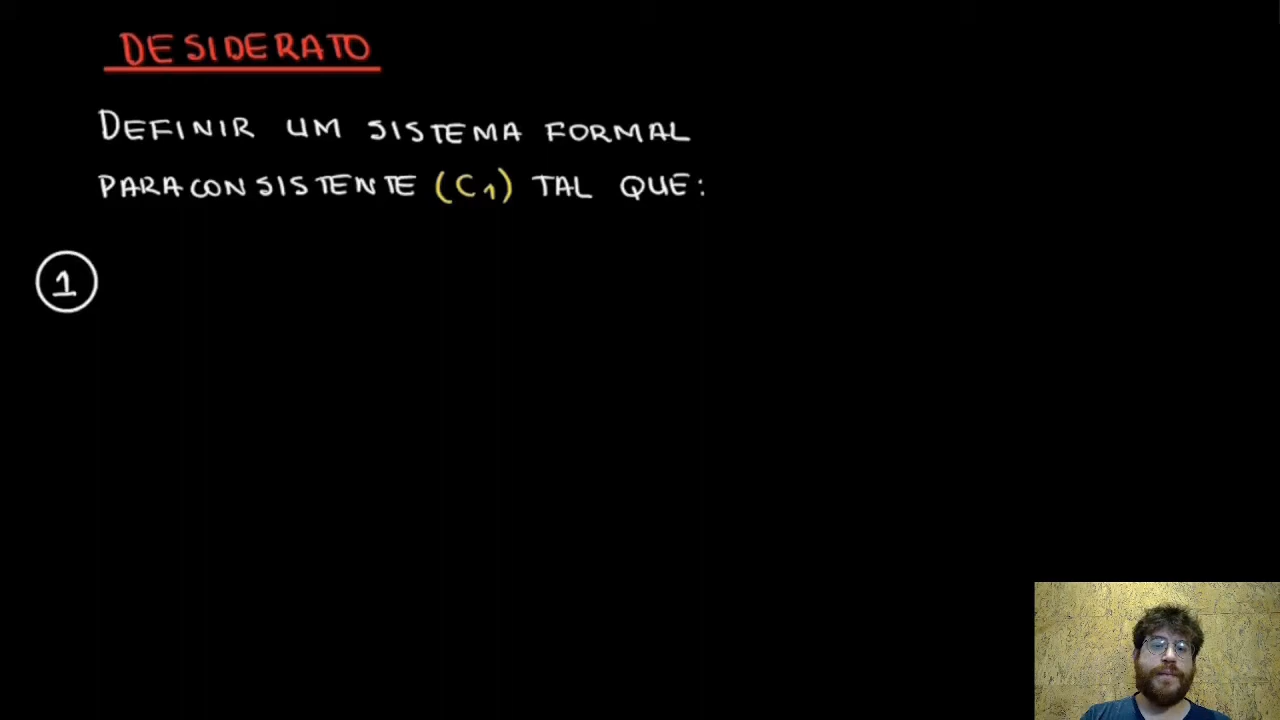 DESIDERATO
DEFINIR UM SISTEMA FORMAL
PARACONSISTENTE (C1) TAL QUE:
1